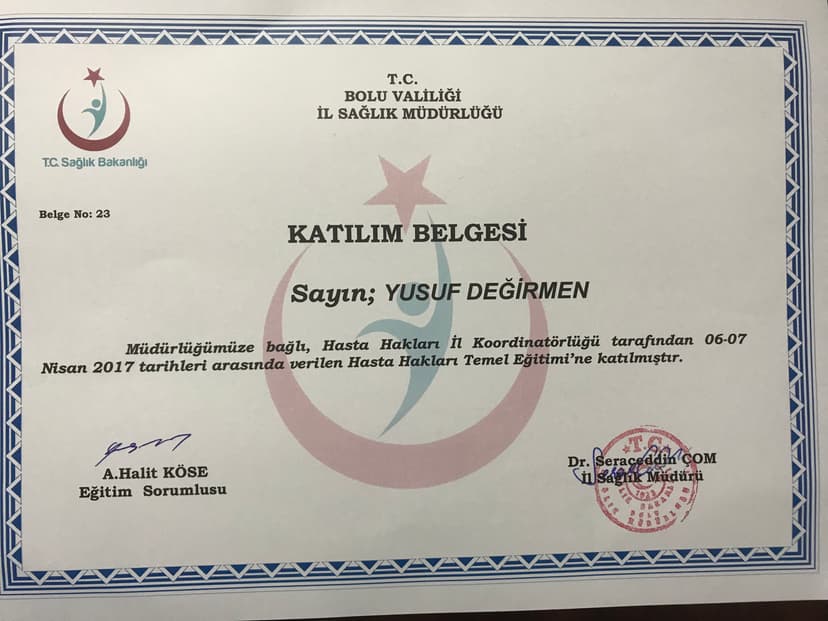 T.C.
BOLU VALİLİĞİ
İL SAĞLIK MÜDÜRLÜĞÜ
T.C. Sağlık Bakanlığı
Belge No: 23
KATILIM BELGESİ
Sayın; YUSUF DEĞİRMEN
Müdürlüğümüze bağlı, Hasta Hakları İl Koordinatörlüğü tarafından 06-07
Nisan 2017 tarihleri arasında verilen Hasta Hakları Temel Eğitimi’ne katılmıştır.
A.Halit KÖSE
Eğitim Sorumlusu
Dr. Seraceddin ÇOM
İl Sağlık Müdürü
T.C.